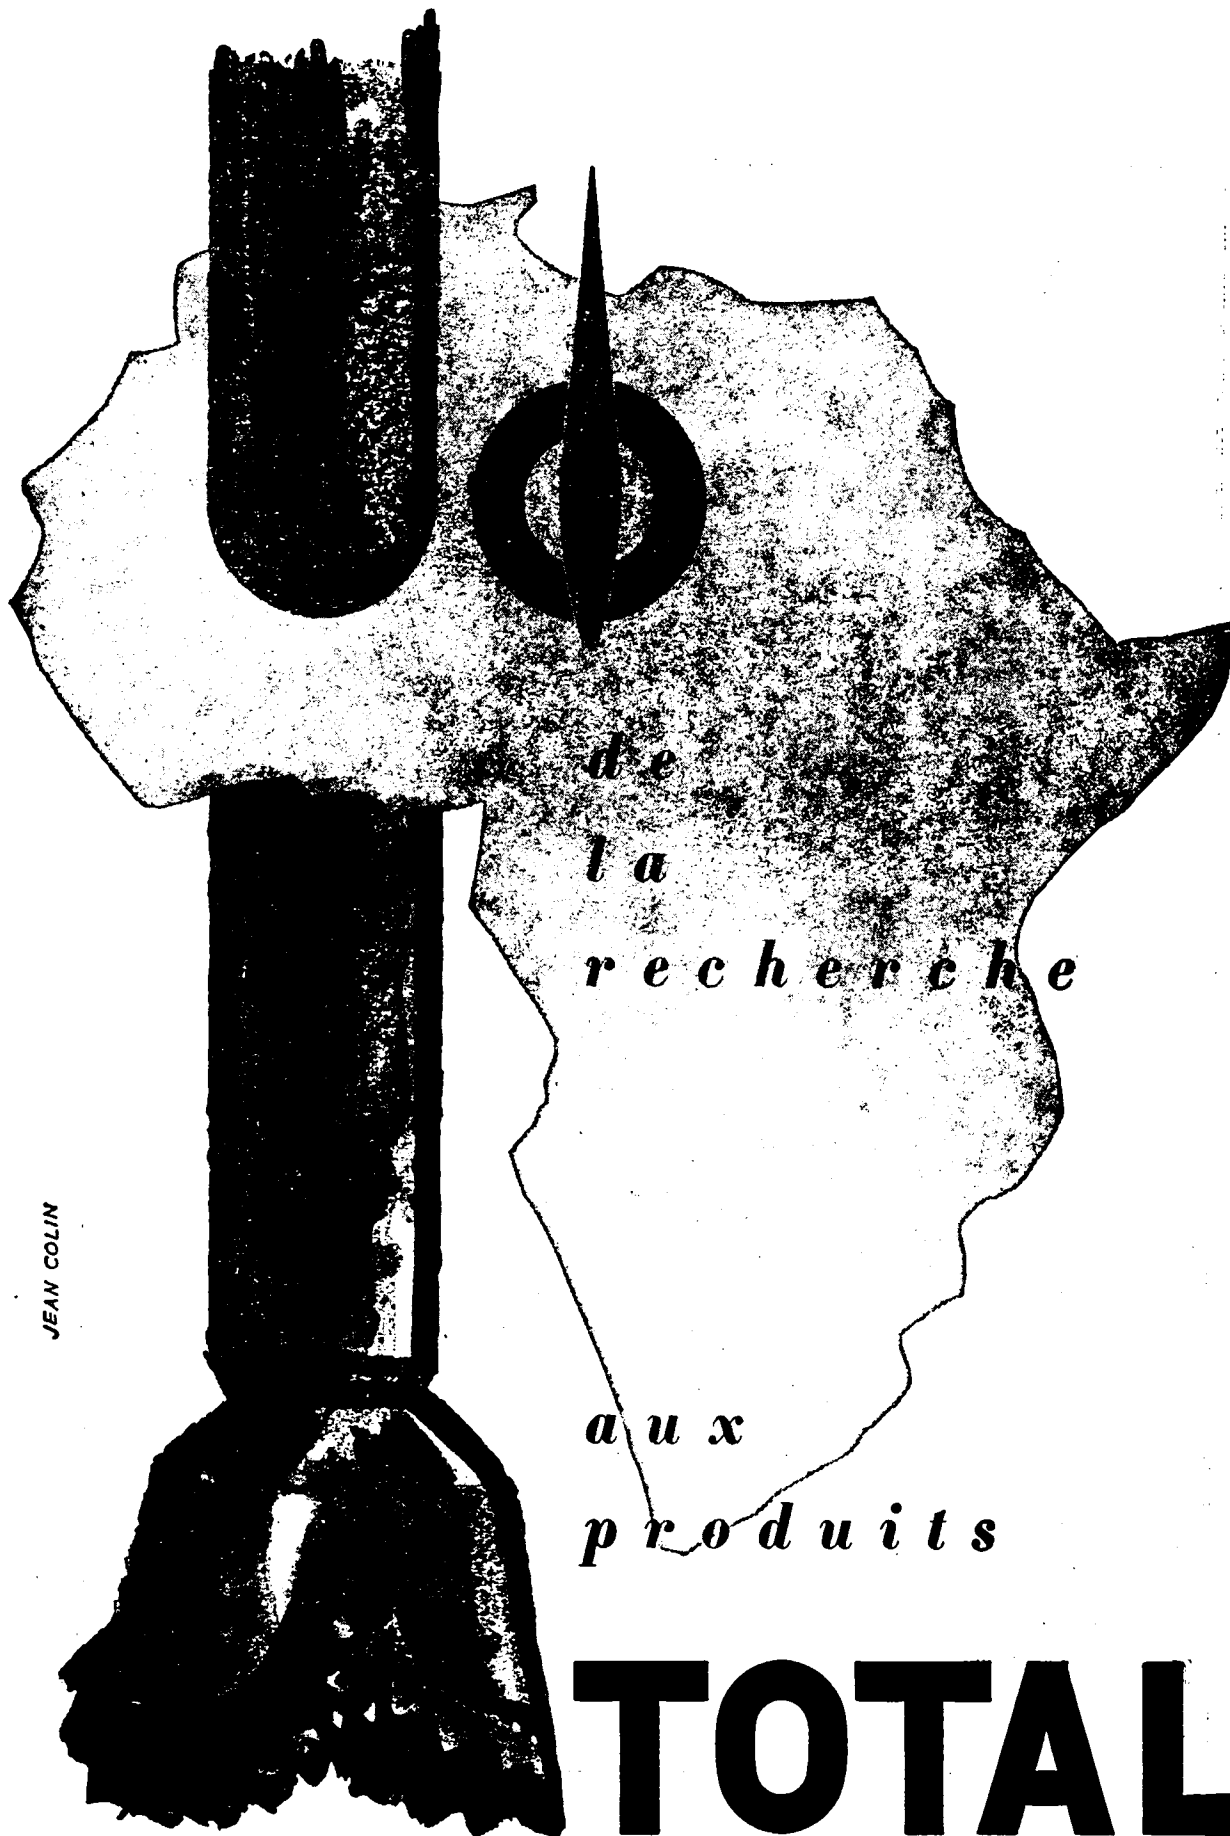 de
la
recherche
aux
produits
TOTAL
JEAN COLIN